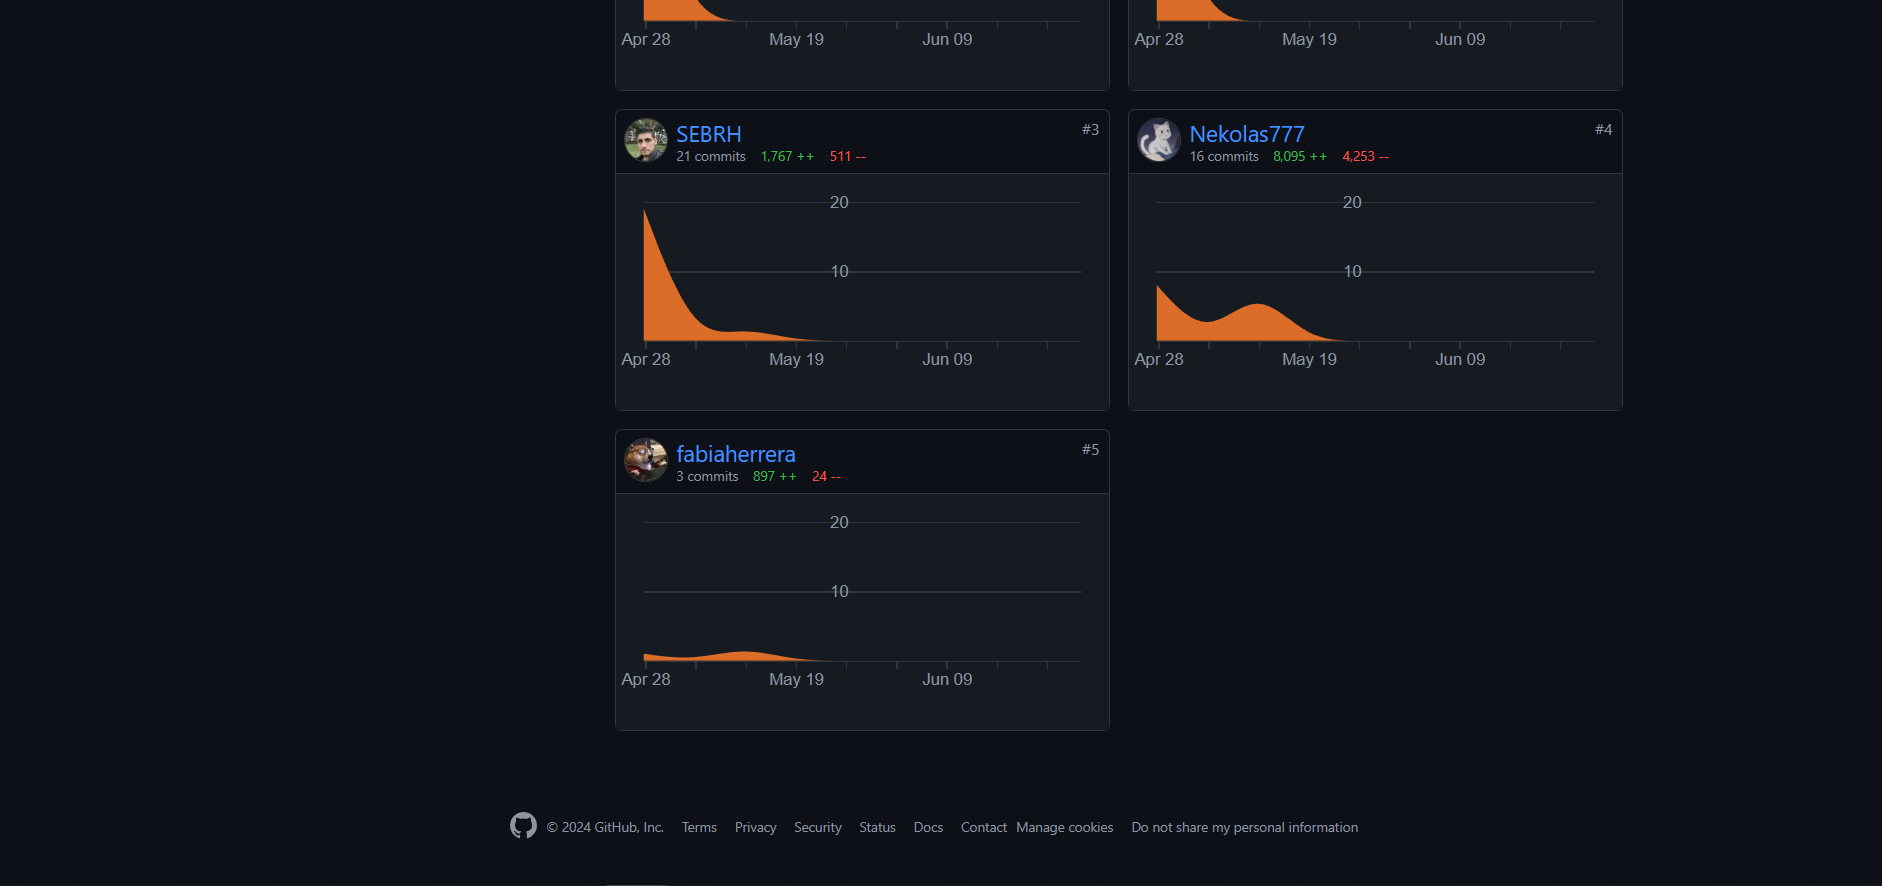 Apr 28 May 19 Jun 09
Apr 28 May 19 Jun 09
SEBRH #3
21 commits 1,767 ++ 511 --
20
10
Apr 28 May 19 Jun 09
Nekolas777 #4
16 commits 8,095 ++ 4,253 --
20
10
Apr 28 May 19 Jun 09
fabiaherrera #5
3 commits 897 ++ 24 --
20
10
Apr 28 May 19 Jun 09
© 2024 GitHub, Inc. Terms Privacy Security Status Docs Contact Manage cookies Do not share my personal information